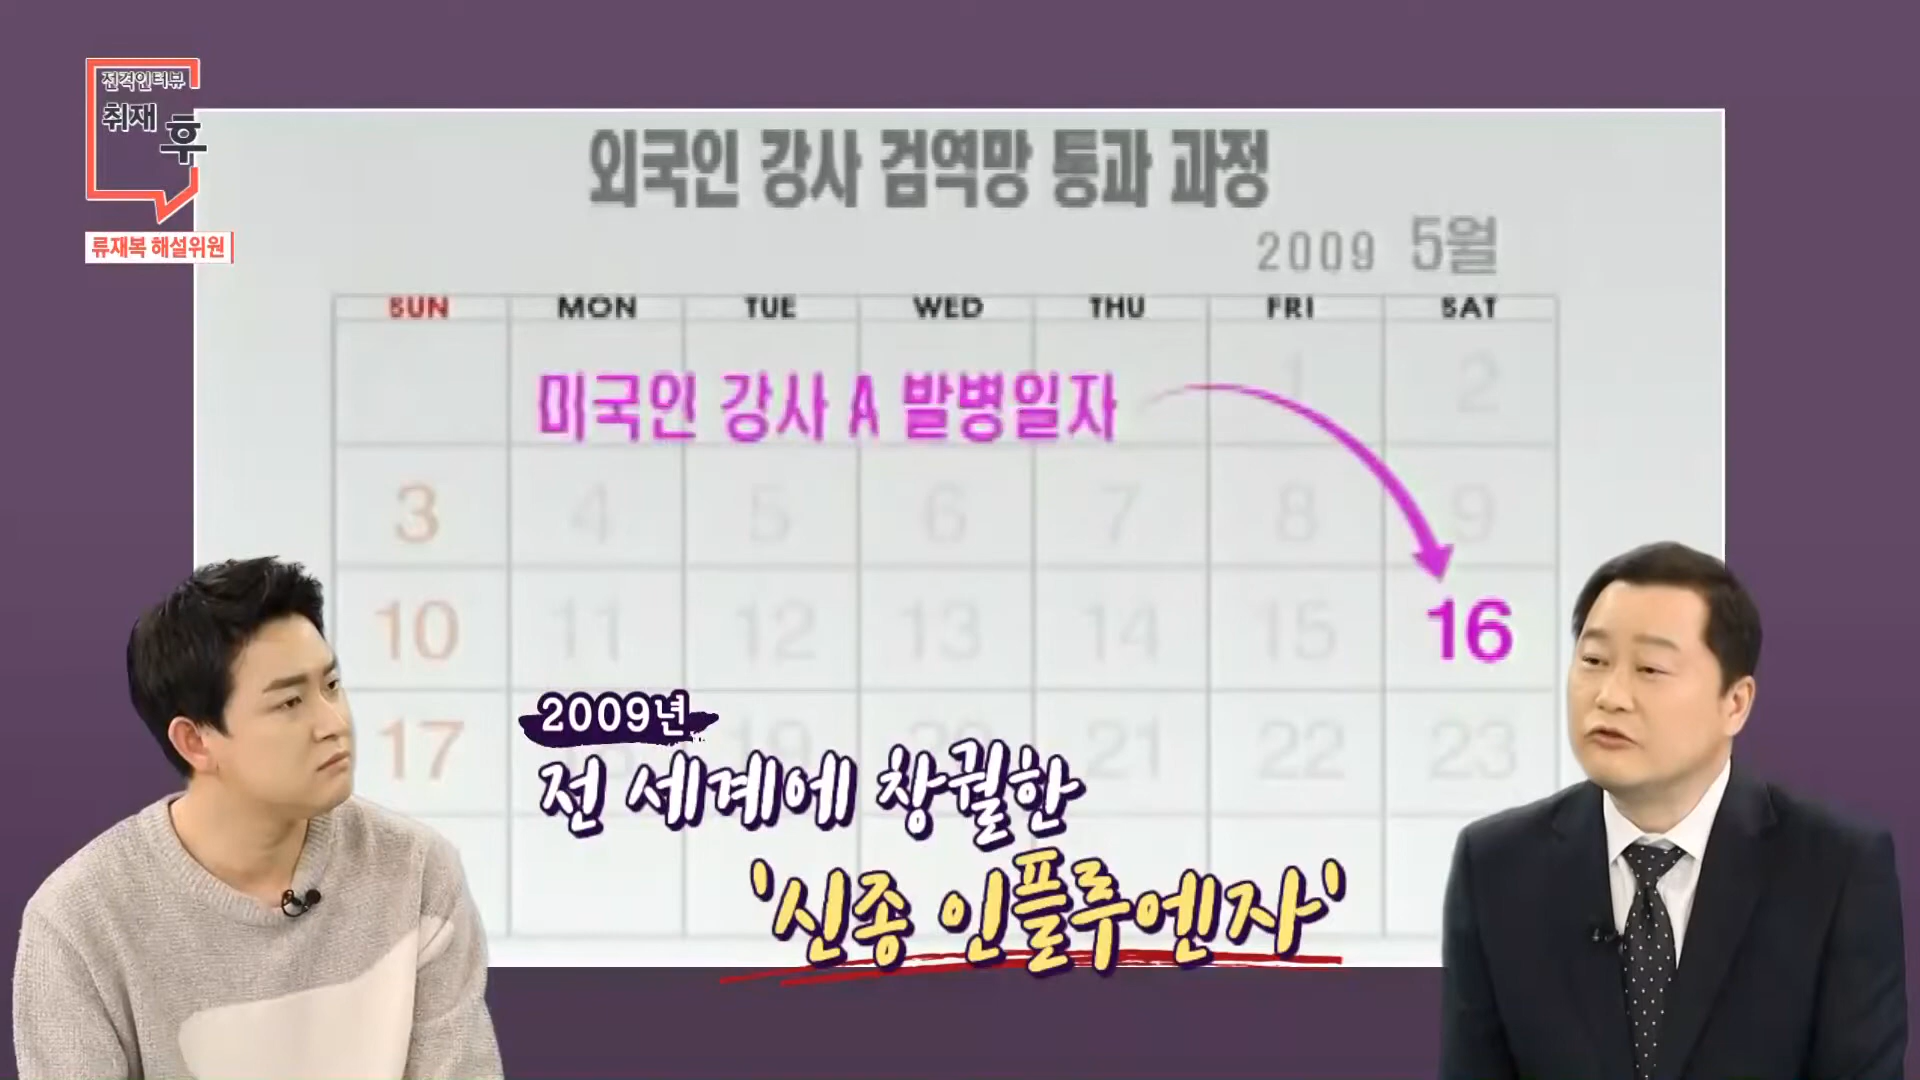 전격인터뷰
취재
후
류재복 해설위원
외국인 강사 검역망 통과 과정
2009 5월
SUN MON TUE WED THU FRI SAT
1 2
미국인 강사 A 발병일자
3 4 5 6 7 8 9
10 11 12 13 14 15 16
17 19 20 21 22 23
2009년
전 세계에 창궐한
'신종 인플루엔자'